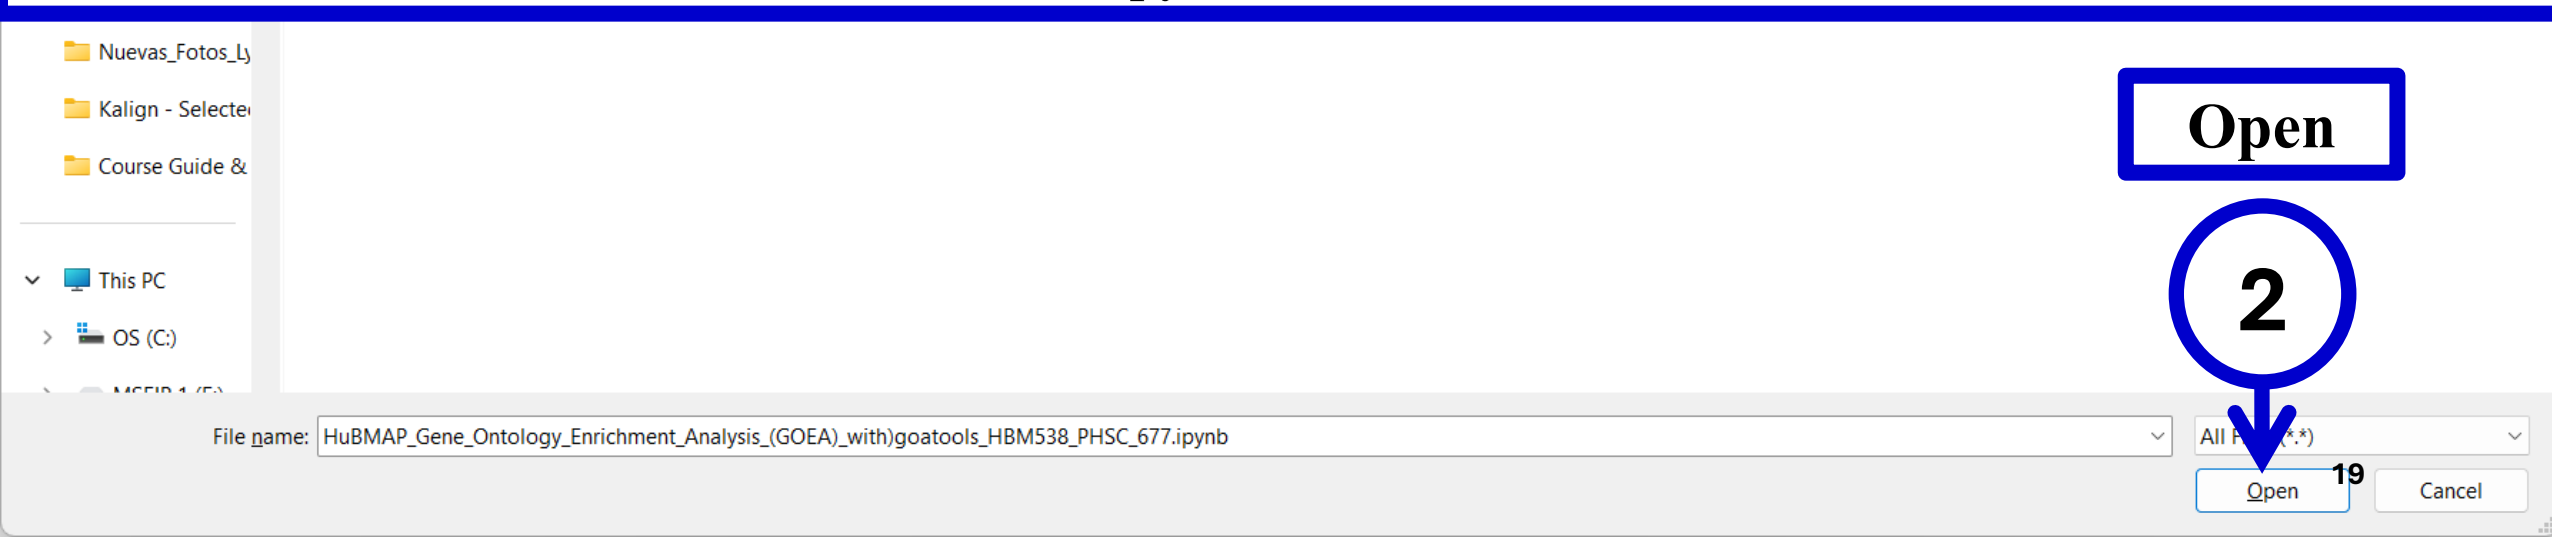 Nuevas_Fotos_Ly
Kalign - Selected
Course Guide &
Open
2
This PC
OS (C:)
File name: HuBMAP_Gene_Ontology_Enrichment_Analysis_(GOEA)_with)goatools_HBM538_PHSC_677.ipynb
All (*.*)
19
Open
Cancel